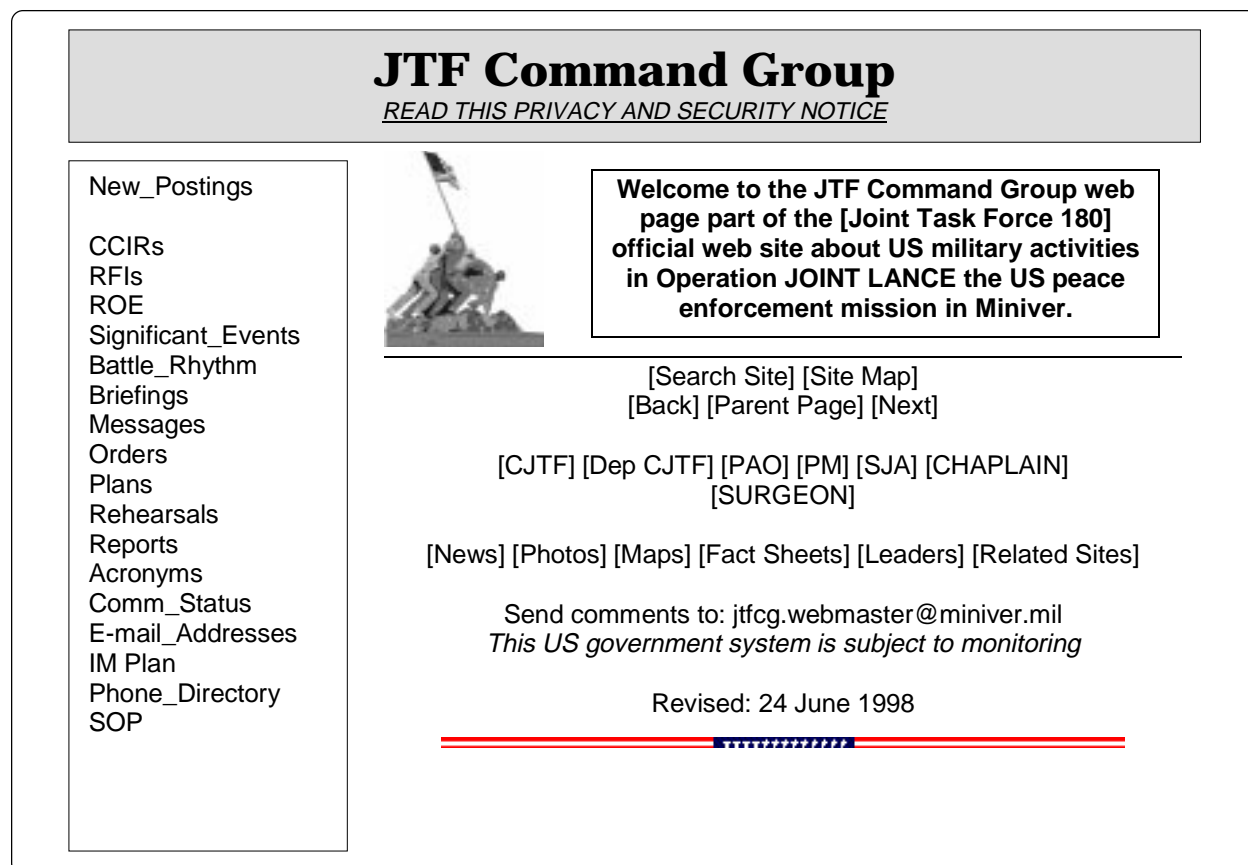 JTF Command Group
READ THIS PRIVACY AND SECURITY NOTICE
New_Postings
CCIRs
RFIs
ROE
Significant_Events
Battle_Rhythm
Briefings
Messages
Orders
Plans
Rehearsals
Reports
Acronyms
Comm_Status
E-mail_Addresses
IM Plan
Phone_Directory
SOP
Welcome to the JTF Command Group web
page part of the [Joint Task Force 180]
official web site about US military activities
in Operation JOINT LANCE the US peace
enforcement mission in Miniver.
[Search Site] [Site Map]
[Back] [Parent Page] [Next]
[CJTF] [Dep CJTF] [PAO] [PM] [SJA] [CHAPLAIN]
[SURGEON]
[News] [Photos] [Maps] [Fact Sheets] [Leaders] [Related Sites]
Send comments to: jtfcg.webmaster@miniver.mil
This US government system is subject to monitoring
Revised: 24 June 1998